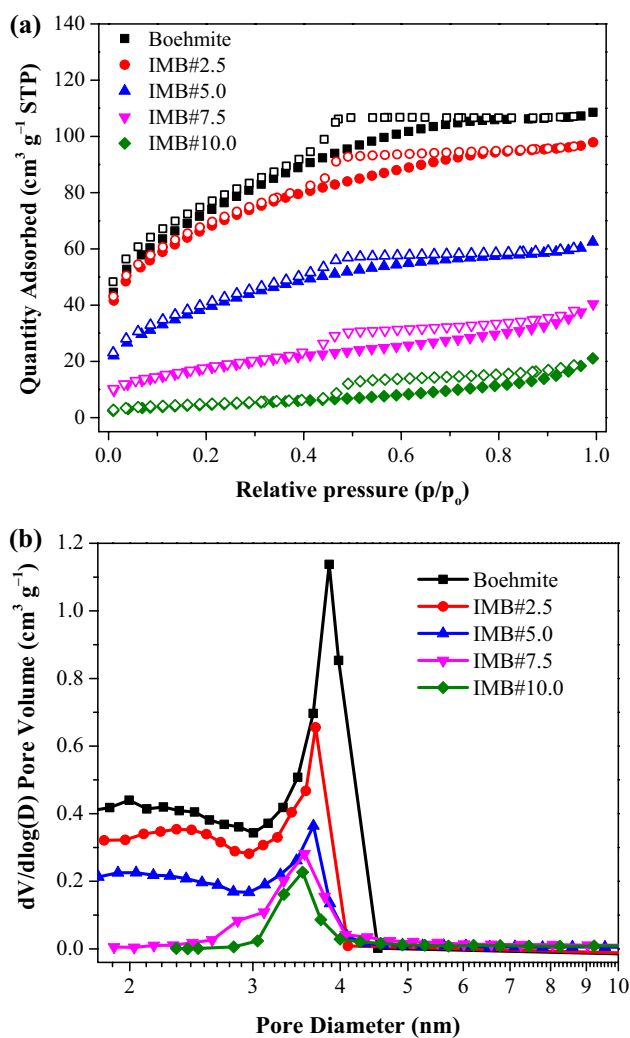 (a)
140
120
100
80
60
40
20
0
Quantity Adsorbed (cm³ g⁻¹ STP)
Boehmite
IMB#2.5
IMB#5.0
IMB#7.5
IMB#10.0
0.0 0.2 0.4 0.6 0.8 1.0
Relative pressure (p/pₒ)
(b)
1.2
1.0
0.8
0.6
0.4
0.2
0.0
dV/dlog(D) Pore Volume (cm³ g⁻¹)
Boehmite
IMB#2.5
IMB#5.0
IMB#7.5
IMB#10.0
2 3 4 5 6 7 8 9 10
Pore Diameter (nm)